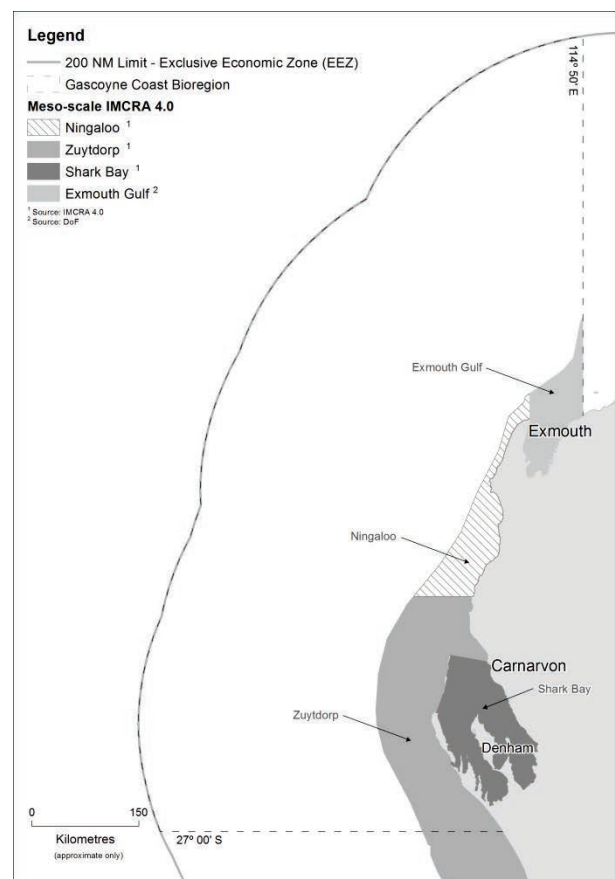 Legend
200 NM Limit - Exclusive Economic Zone (EEZ)
Gascoyne Coast Bioregion
Meso-scale IMCRA 4.0
Ningaloo 1
Zuytdorp 1
Shark Bay 1
Exmouth Gulf 2
1 Source: IMCRA 4.0
2 Source: DoF
114° 50' E
Exmouth Gulf
Exmouth
Ningaloo
Carnarvon
Shark Bay
Zuytdorp
Denham
0 150
Kilometres
(approximate only)
27° 00' S